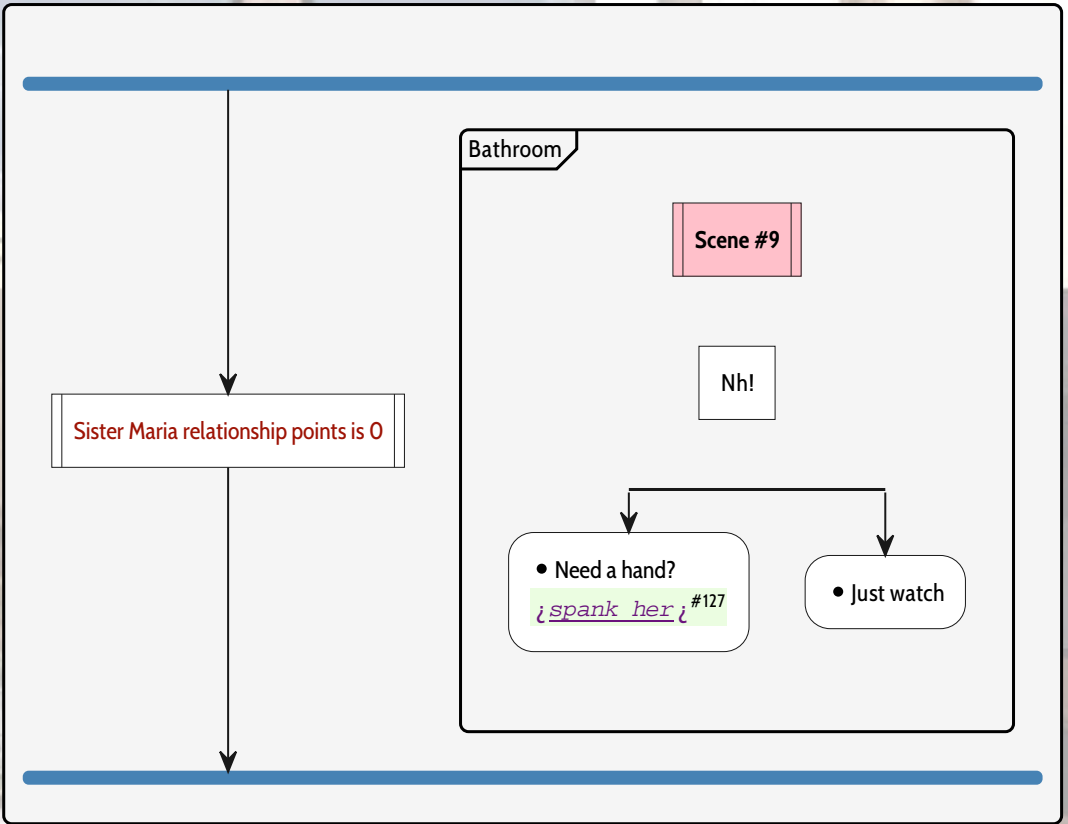 Bathroom
Scene #9
Nh!
Sister Maria relationship points is 0
• Need a hand?
¿spank her¿#127
• Just watch